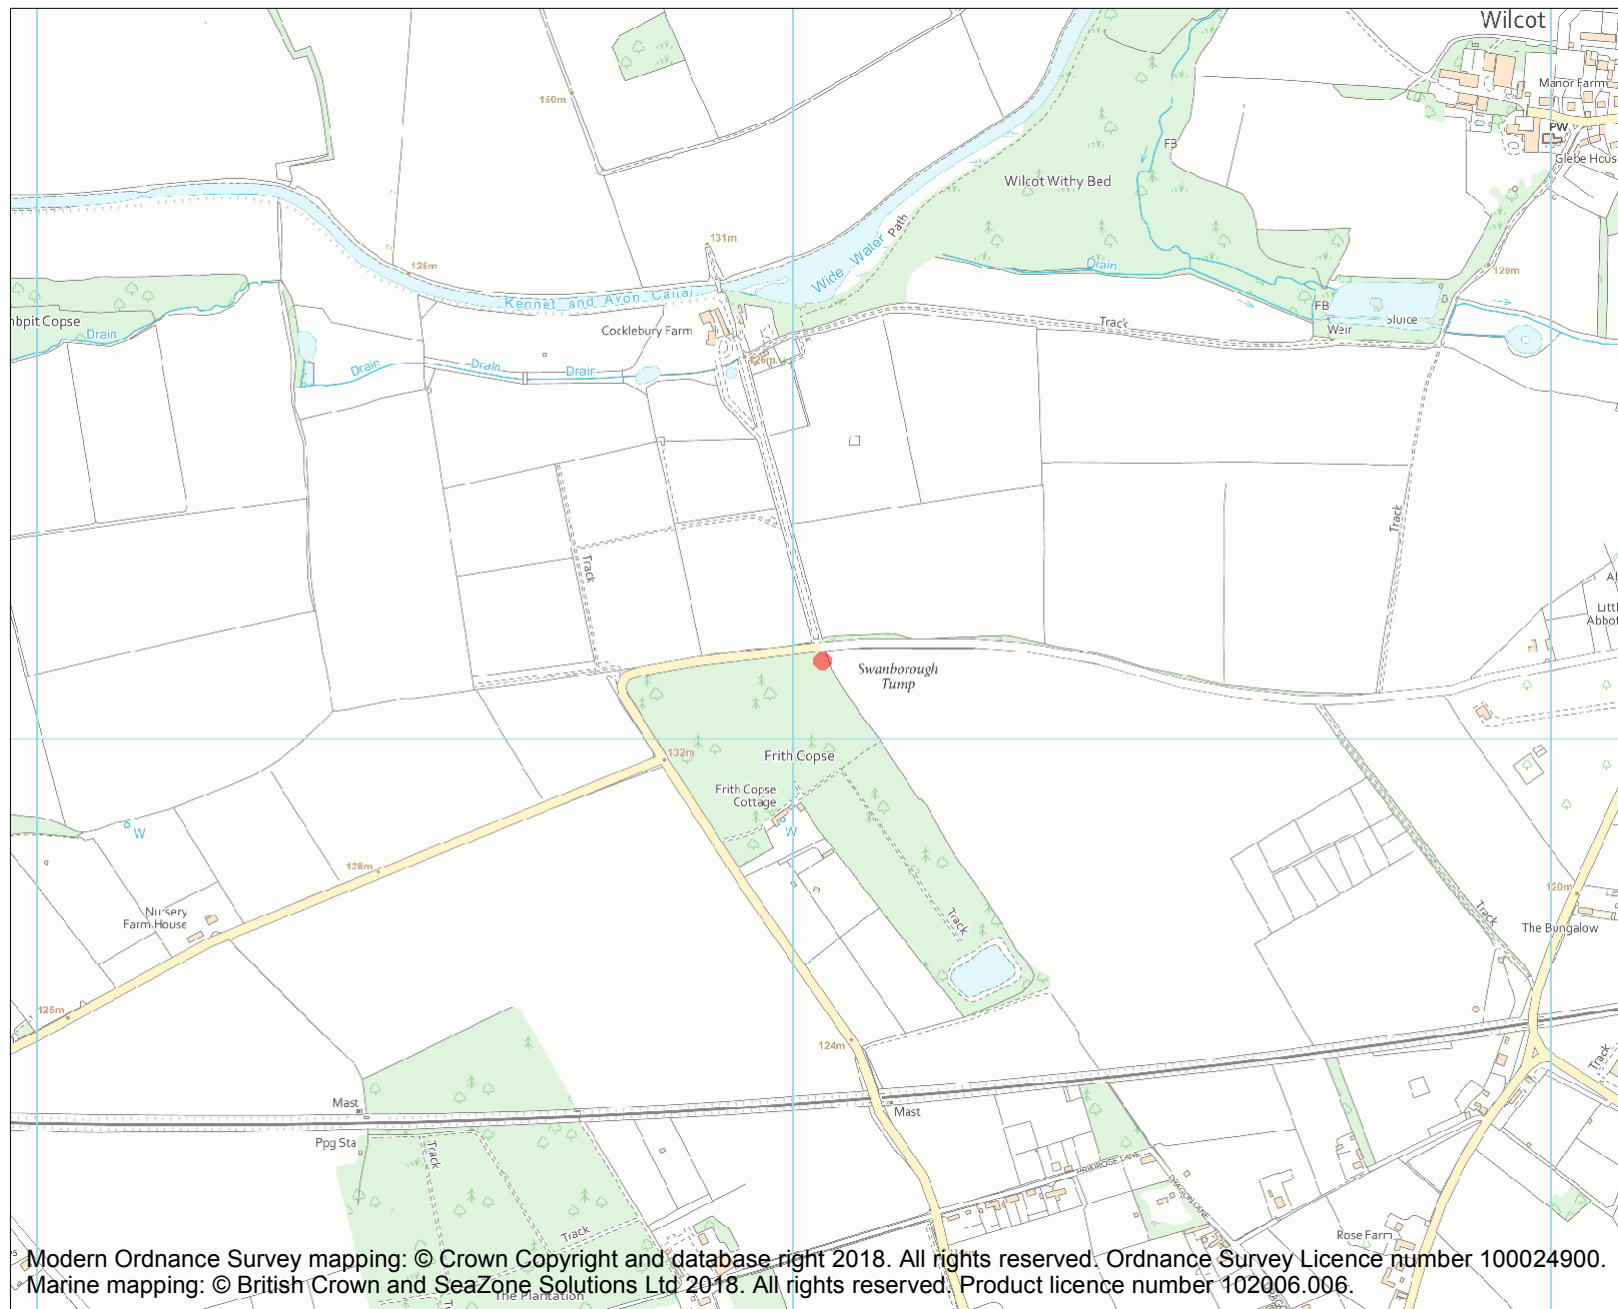 Wilcot
150m
Manor Farm
PW
FB
Wilcot Withy Bed
Path
131m
Wide Water
128m
Drain
120m
Kennet and Avon Canal
FB
Sluice
Weir
Cocklebury Farm
Track
Drain
Drain
Drain
Drain
126m
Track
Track
Swanborough
Tump
132m
Frith Copse
Frith Copse
Cottage
W
W
128m
120m
Nursery
Farm House
Track
Track
The Bungalow
125m
124m
Track
Mast
Mast
Ppg Sta
Track
PRIMROSE LANE
DRAGON LANE
Track
Rose Farm
Modern Ordnance Survey mapping: © Crown Copyright and database right 2018. All rights reserved. Ordnance Survey Licence number 100024900.
Marine mapping: © British Crown and SeaZone Solutions Ltd 2018. All rights reserved. Product licence number 102006.006.
The Plantation